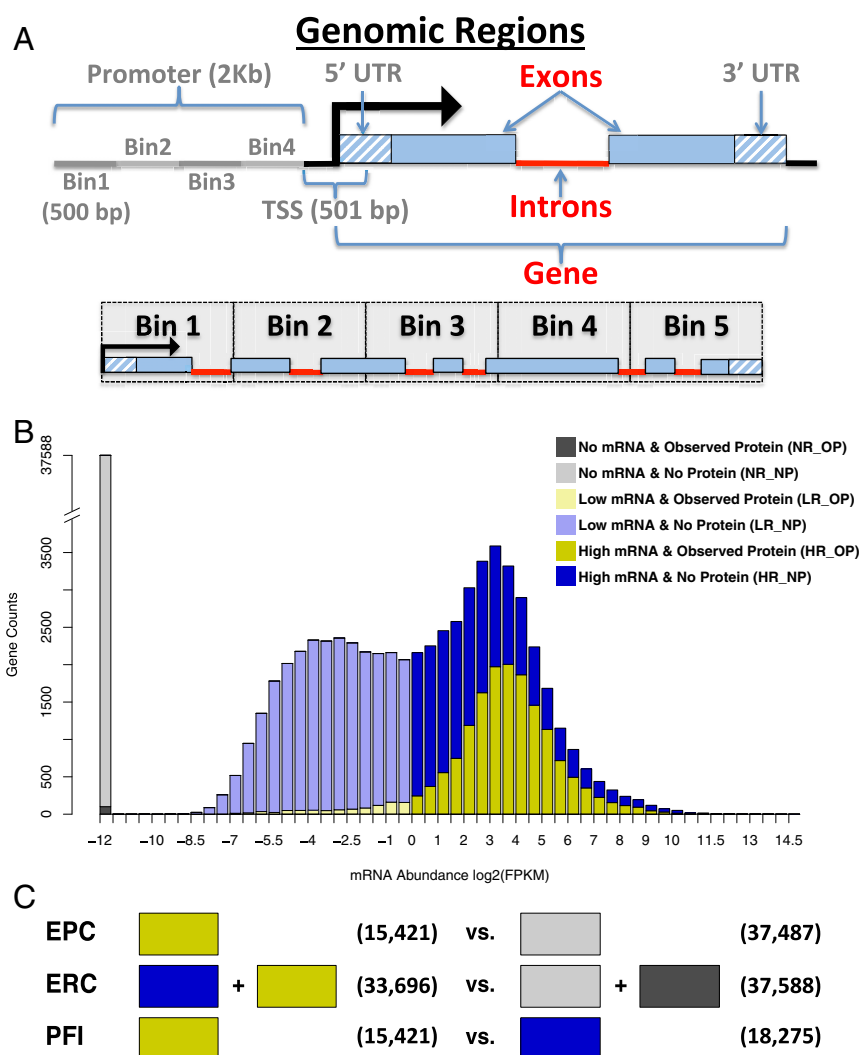 A
Genomic Regions
Promoter (2Kb)
5' UTR
Exons
3' UTR
Bin2
Bin4
Bin1
Bin3
(500 bp)
TSS (501 bp)
Introns
Gene
Bin 1
Bin 2
Bin 3
Bin 4
Bin 5
B
37588
3500
2500
1500
500
0
Gene Counts
No mRNA & Observed Protein (NR_OP)
No mRNA & No Protein (NR_NP)
Low mRNA & Observed Protein (LR_OP)
Low mRNA & No Protein (LR_NP)
High mRNA & Observed Protein (HR_OP)
High mRNA & No Protein (HR_NP)
−12 −10 −8.5 −7 −5.5 −4 −2.5 −1 0 1 2 3 4 5 6 7 8 9 10 11.5 13 14.5
mRNA Abundance log2(FPKM)
C
EPC (15,421) vs. (37,487)
ERC + (33,696) vs. + (37,588)
PFI (15,421) vs. (18,275)